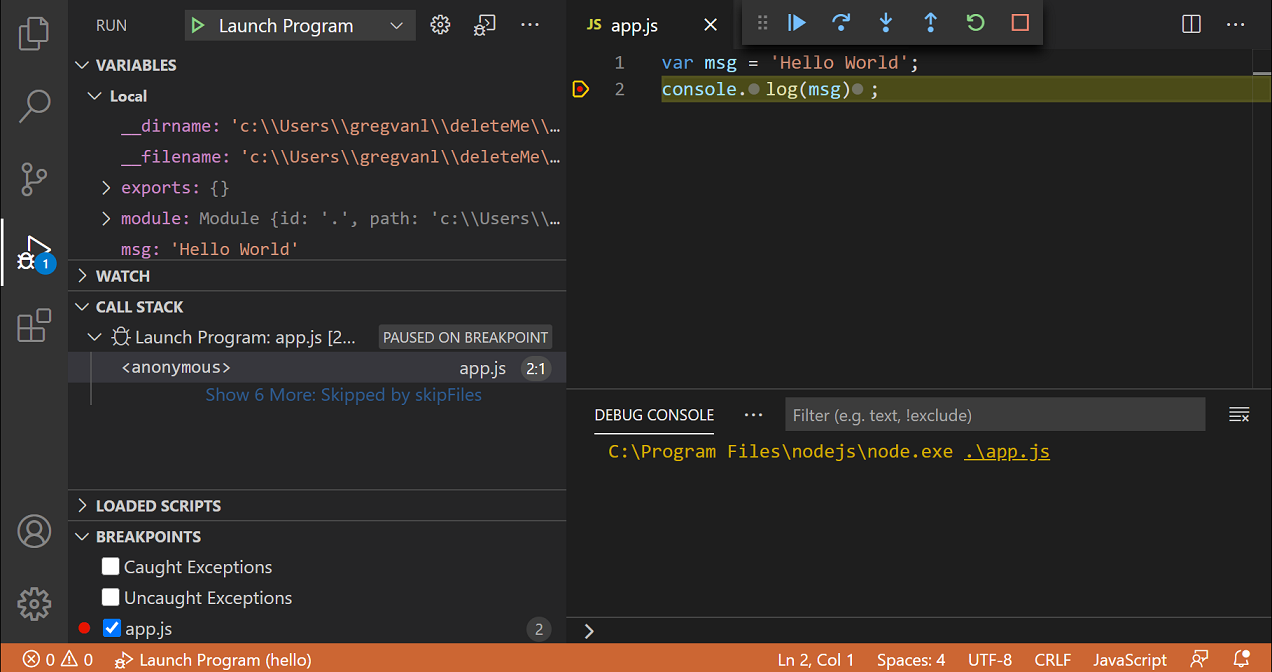 RUN
Launch Program
VARIABLES
Local
__dirname: 'c:\\Users\\gregvanl\\deleteMe\\…
__filename: 'c:\\Users\\gregvanl\\deleteMe\…
exports: {}
module: Module {id: '.', path: 'c:\\Users\\…
msg: 'Hello World'
WATCH
CALL STACK
Launch Program: app.js [2... PAUSED ON BREAKPOINT
<anonymous> app.js 2:1
Show 6 More: Skipped by skipFiles
LOADED SCRIPTS
BREAKPOINTS
Caught Exceptions
Uncaught Exceptions
app.js 2
1
JS app.js
1 var msg = 'Hello World';
2 console. log(msg) ;
DEBUG CONSOLE
Filter (e.g. text, !exclude)
C:\Program Files\nodejs\node.exe .\app.js
0 0 Launch Program (hello) Ln 2, Col 1 Spaces: 4 UTF-8 CRLF JavaScript